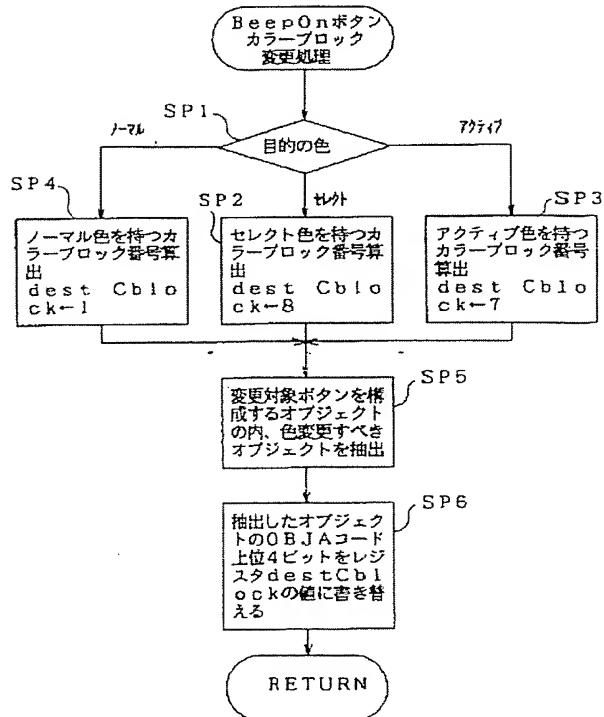 BeepOnボタン
カラーブロック
変更処理
SP1
ノーマル
目的の色
アクティブ
SP4
SP2
セレクト
SP3
ノーマル色を持つカ
ラーブロック番号算
出
dest Cblo
ck←1
セレクト色を持つカ
ラーブロック番号算
出
dest Cblo
ck←8
アクティブ色を持つ
カラーブロック番号
算出
dest Cblo
ck←7
SP5
変更対象ボタンを構
成するオブジェクト
の内、色変更すべき
オブジェクトを抽出
SP6
抽出したオブジェク
トのOBJAコード
上位4ビットをレジ
スタdestCbl
ockの値に書き替
える
RETURN